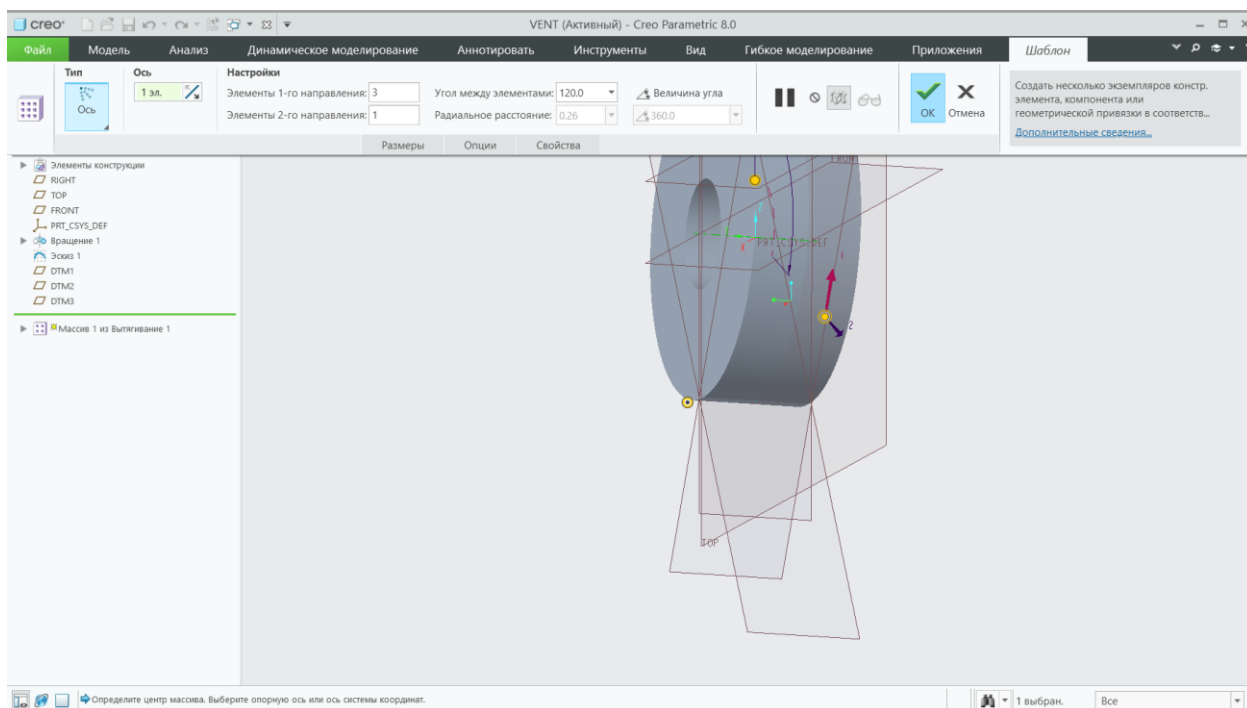 creo
VENT (Активный) - Creo Parametric 8.0
Файл Модель Анализ Динамическое моделирование Аннотировать Инструменты Вид Гибкое моделирование Приложения Шаблон
Тип Ось Настройки
Ось 1 эл. Элементы 1-го направления: 3 Угол между элементами: 120.0 Величина угла
Элементы 2-го направления: 1 Радиальное расстояние: 0.26 360.0
OK Отмена
Создать несколько экземпляров констр.
элемента, компонента или
геометрической привязки в соответств...
Дополнительные сведения...
Размеры Опции Свойства
Элементы конструкции
RIGHT
TOP
FRONT
PRT_CSYS_DEF
Вращение 1
Эскиз 1
DTM1
DTM2
DTM3
Массив 1 из Вытягивание 1
FRONT
Z
X
PRT_CSYS_DEF
1
2
TOP
Определите центр массива. Выберите опорную ось или ось системы координат.
1 выбран. Все